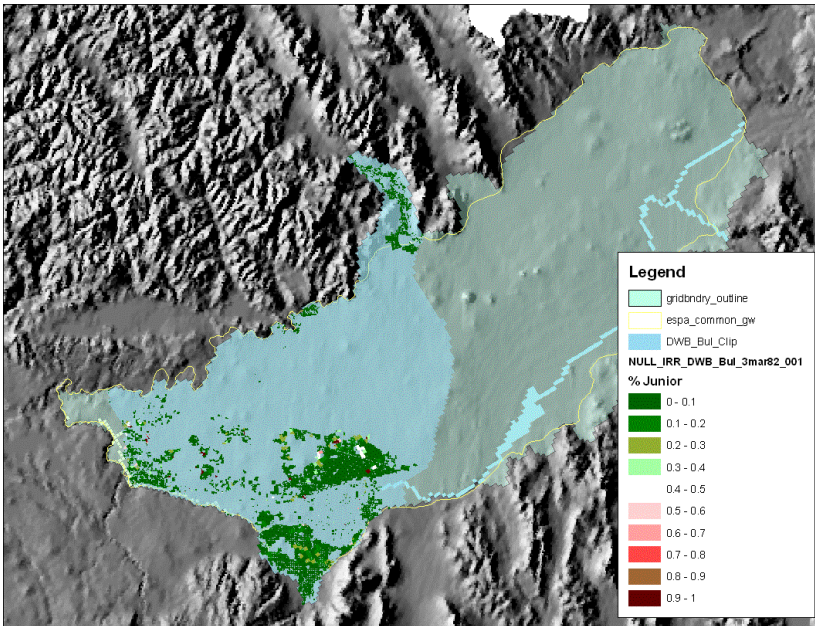 Legend
gridbndry_outline
espa_common_gw
DWB_Bul_Clip
NULL_IRR_DWB_Bul_3mar82_001
% Junior
0 - 0.1
0.1 - 0.2
0.2 - 0.3
0.3 - 0.4
0.4 - 0.5
0.5 - 0.6
0.6 - 0.7
0.7 - 0.8
0.8 - 0.9
0.9 - 1